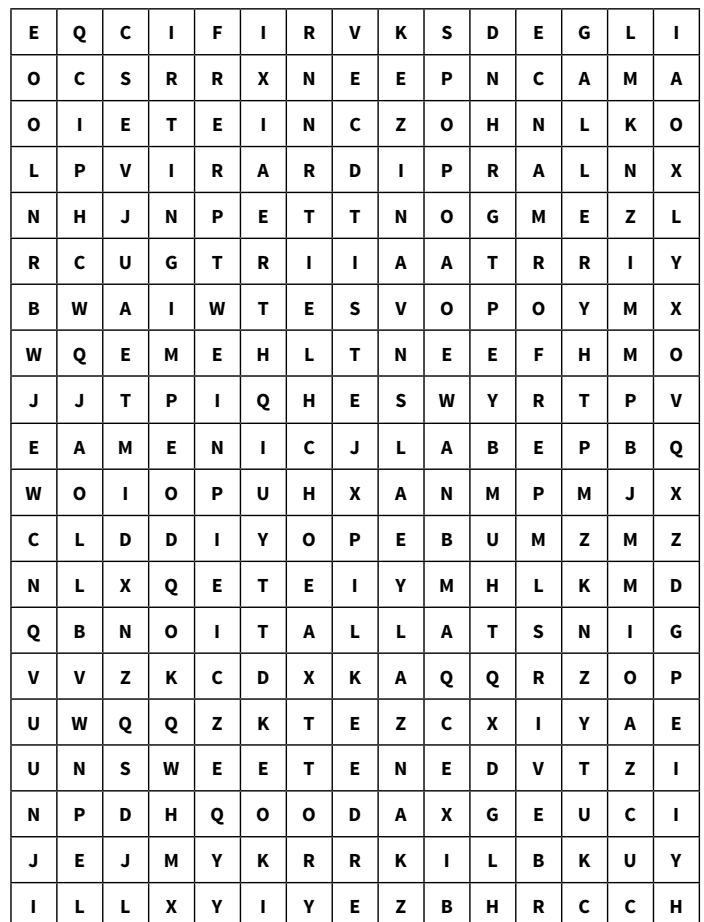 E Q C I F I R V K S D E G L I
O C S R R X N E E P N C A M A
O I E T E I N C Z O H N L K O
L P V I R A R D I P R A L N X
N H J N P E T T N O G M E Z L
R C U G T R I I A A T R R I Y
B W A I W T E S V O P O Y M X
W Q E M E H L T N E E F H M O
J J T P I Q H E S W Y R T P V
E A M E N I C J L A B E P B Q
W O I O P U H X A N M P M J X
C L D D I Y O P E B U M Z M Z
N L X Q E T E I Y M H L K M D
Q B N O I T A L L A T S N I G
V V Z K C D X K A Q Q R Z O P
U W Q Q Z K T E Z C X I Y A E
U N S W E E T E N E D V T Z I
N P D H Q O O D A X G E U C I
J E J M Y K R R K I L B K U Y
I L L X Y I Y E Z B H R C C H